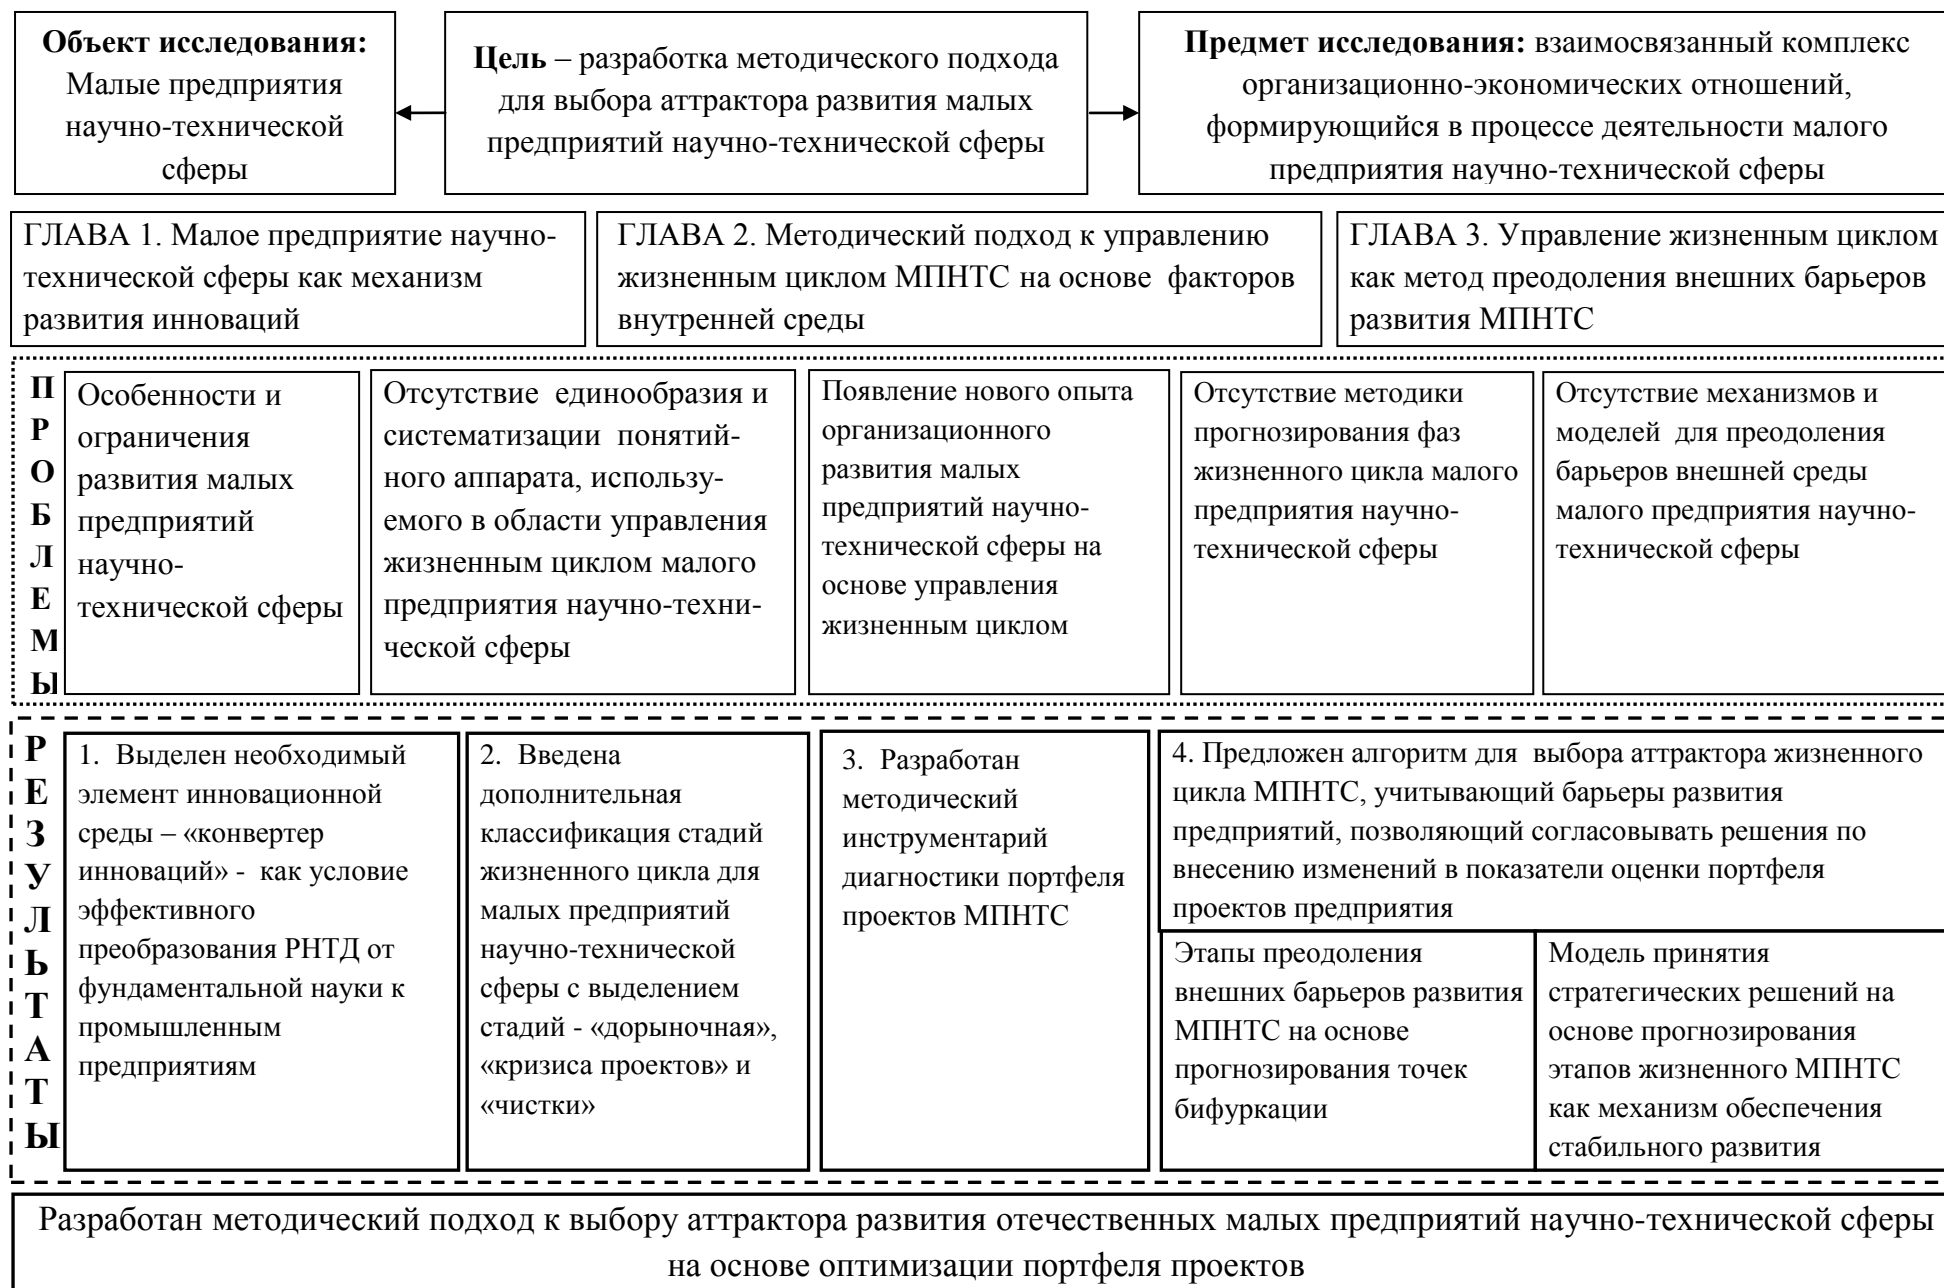 Объект исследования:
Малые предприятия
научно-технической
сферы
Цель – разработка методического подхода
для выбора аттрактора развития малых
предприятий научно-технической сферы
Предмет исследования: взаимосвязанный комплекс
организационно-экономических отношений,
формирующийся в процессе деятельности малого
предприятия научно-технической сферы
ГЛАВА 1. Малое предприятие научно-
технической сферы как механизм
развития инноваций
ГЛАВА 2. Методический подход к управлению
жизненным циклом МПНТС на основе факторов
внутренней среды
ГЛАВА 3. Управление жизненным циклом
как метод преодоления внешних барьеров
развития МПНТС
П
Р
О
Б
Л
Е
М
Ы
Особенности и
ограничения
развития малых
предприятий
научно-
технической сферы
Отсутствие единообразия и
систематизации понятий-
ного аппарата, использу-
емого в области управления
жизненным циклом малого
предприятия научно-техни-
ческой сферы
Появление нового опыта
организационного
развития малых
предприятий научно-
технической сферы на
основе управления
жизненным циклом
Отсутствие методики
прогнозирования фаз
жизненного цикла малого
предприятия научно-
технической сферы
Отсутствие механизмов и
моделей для преодоления
барьеров внешней среды
малого предприятия научно-
технической сферы
Р
Е
З
У
Л
Ь
Т
А
Т
Ы
1. Выделен необходимый
элемент инновационной
среды – «конвертер
инноваций» - как условие
эффективного
преобразования РНТД от
фундаментальной науки к
промышленным
предприятиям
2. Введена
дополнительная
классификация стадий
жизненного цикла для
малых предприятий
научно-технической
сферы с выделением
стадий - «дорыночная»,
«кризиса проектов» и
«чистки»
3. Разработан
методический
инструментарий
диагностики портфеля
проектов МПНТС
4. Предложен алгоритм для выбора аттрактора жизненного
цикла МПНТС, учитывающий барьеры развития
предприятий, позволяющий согласовывать решения по
внесению изменений в показатели оценки портфеля
проектов предприятия
Этапы преодоления
внешних барьеров развития
МПНТС на основе
прогнозирования точек
бифуркации
Модель принятия
стратегических решений на
основе прогнозирования
этапов жизненного МПНТС
как механизм обеспечения
стабильного развития
Разработан методический подход к выбору аттрактора развития отечественных малых предприятий научно-технической сферы
на основе оптимизации портфеля проектов